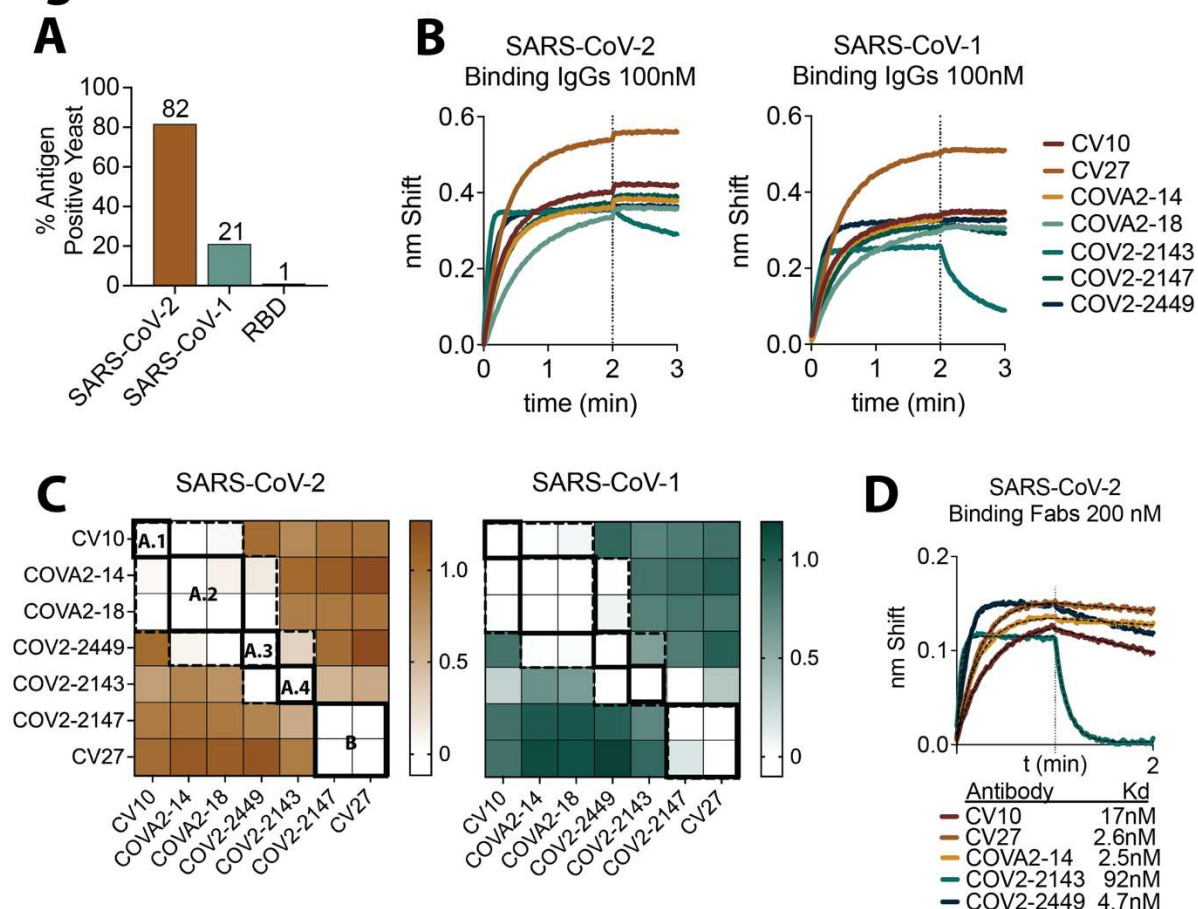 A
% Antigen
Positive Yeast
100
80
60
40
20
0
82
21
1
SARS-CoV-2
SARS-CoV-1
RBD
B
SARS-CoV-2
Binding IgGs 100nM
nm Shift
0.6
0.4
0.2
0.0
0 1 2 3
time (min)
SARS-CoV-1
Binding IgGs 100nM
nm Shift
0.6
0.4
0.2
0.0
0 1 2 3
time (min)
CV10
CV27
COVA2-14
COVA2-18
COV2-2143
COV2-2147
COV2-2449
C
SARS-CoV-2
CV10
COVA2-14
COVA2-18
COV2-2449
COV2-2143
COV2-2147
CV27
A.1
A.2
A.3
A.4
B
CV10
COVA2-14
COVA2-18
COV2-2449
COV2-2143
COV2-2147
CV27
1.0
0.5
0
SARS-CoV-1
CV10
COVA2-14
COVA2-18
COV2-2449
COV2-2143
COV2-2147
CV27
1.0
0.5
0
D
SARS-CoV-2
Binding Fabs 200 nM
nm Shift
0.2
0.1
0.0
t (min) 2
Antibody Kd
CV10 17nM
CV27 2.6nM
COVA2-14 2.5nM
COV2-2143 92nM
COV2-2449 4.7nM